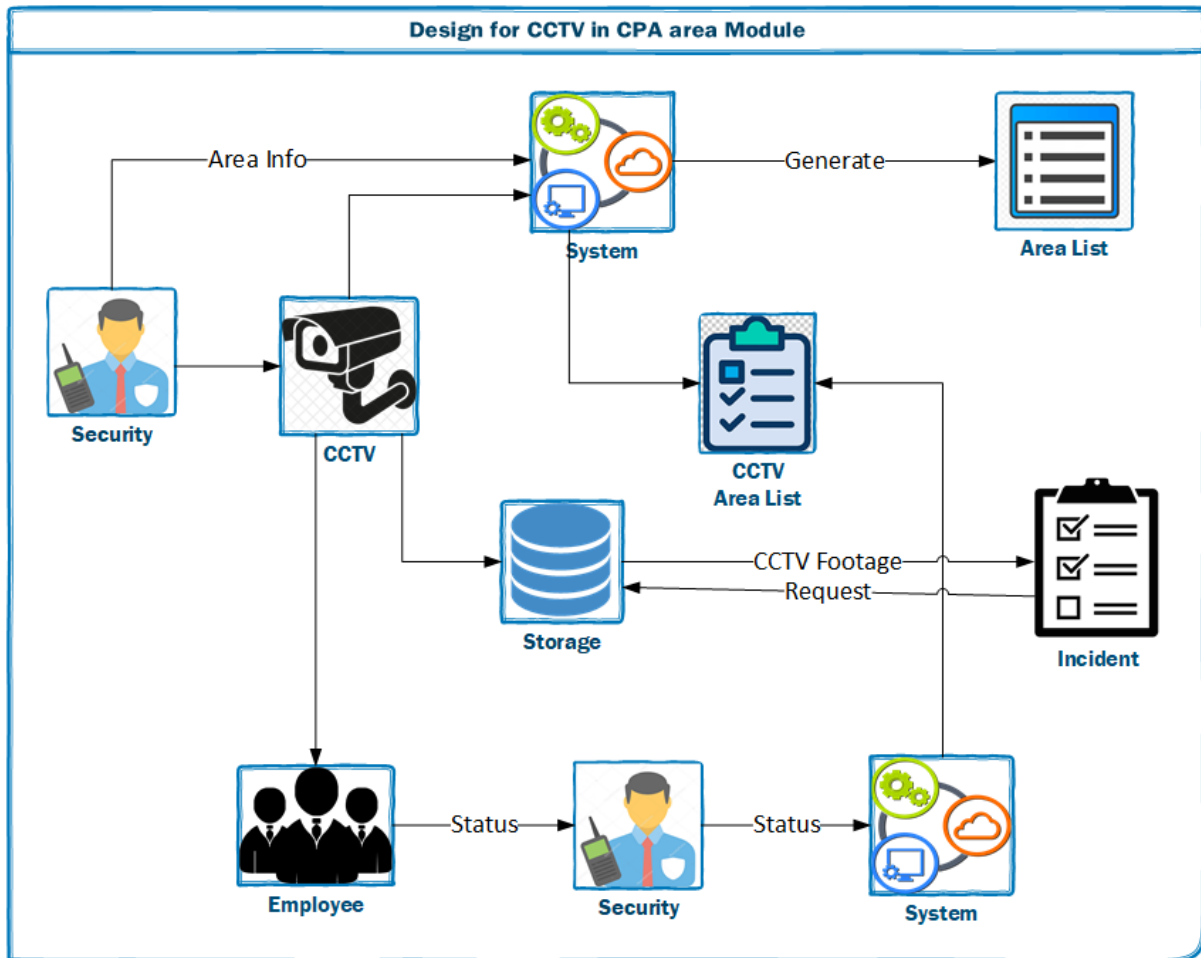 Design for CCTV in CPA area Module
Area Info
Generate
System
Area List
Security
CCTV
CCTV
Area List
CCTV Footage
Request
Storage
Incident
Status
Status
Employee
Security
System